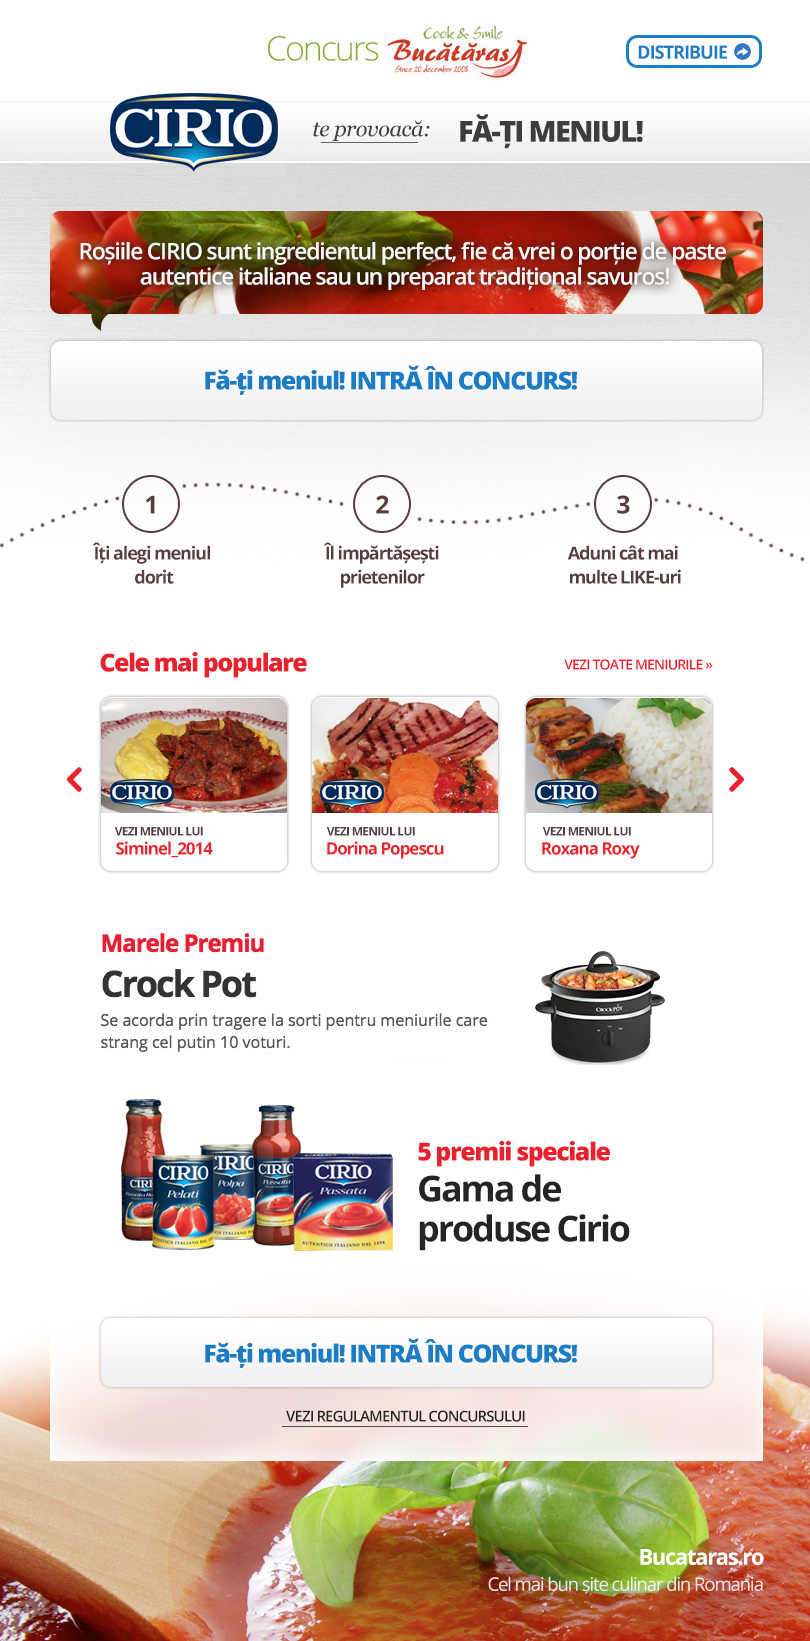 Concurs
Cook & Smile
Bucătăraș
Since 20 december 2003
DISTRIBUIE
CIRIO
te provoacă:
FĂ-ȚI MENIUL!
Roșiile CIRIO sunt ingredientul perfect, fie că vrei o porție de paste
autentice italiane sau un preparat tradițional savuros!
Fă-ți meniul! INTRĂ ÎN CONCURS!
1
2
3
Îți alegi meniul
dorit
Îl impărtășești
prietenilor
Aduni cât mai
multe LIKE-uri
Cele mai populare
VEZI TOATE MENIURILE »
CIRIO
CIRIO
CIRIO
VEZI MENIUL LUI
Siminel_2014
VEZI MENIUL LUI
Dorina Popescu
VEZI MENIUL LUI
Roxana Roxy
Marele Premiu
Crock Pot
Se acorda prin tragere la sorti pentru meniurile care
strang cel putin 10 voturi.
CROCK POT
CIRIO
Pelati
CIRIO
Polpa
CIRIO
Passata
CIRIO
Passata
AUTENTICO ITALIANO DAL 1856
5 premii speciale
Gama de
produse Cirio
Fă-ți meniul! INTRĂ ÎN CONCURS!
VEZI REGULAMENTUL CONCURSULUI
Bucataras.ro
Cel mai bun site culinar din Romania